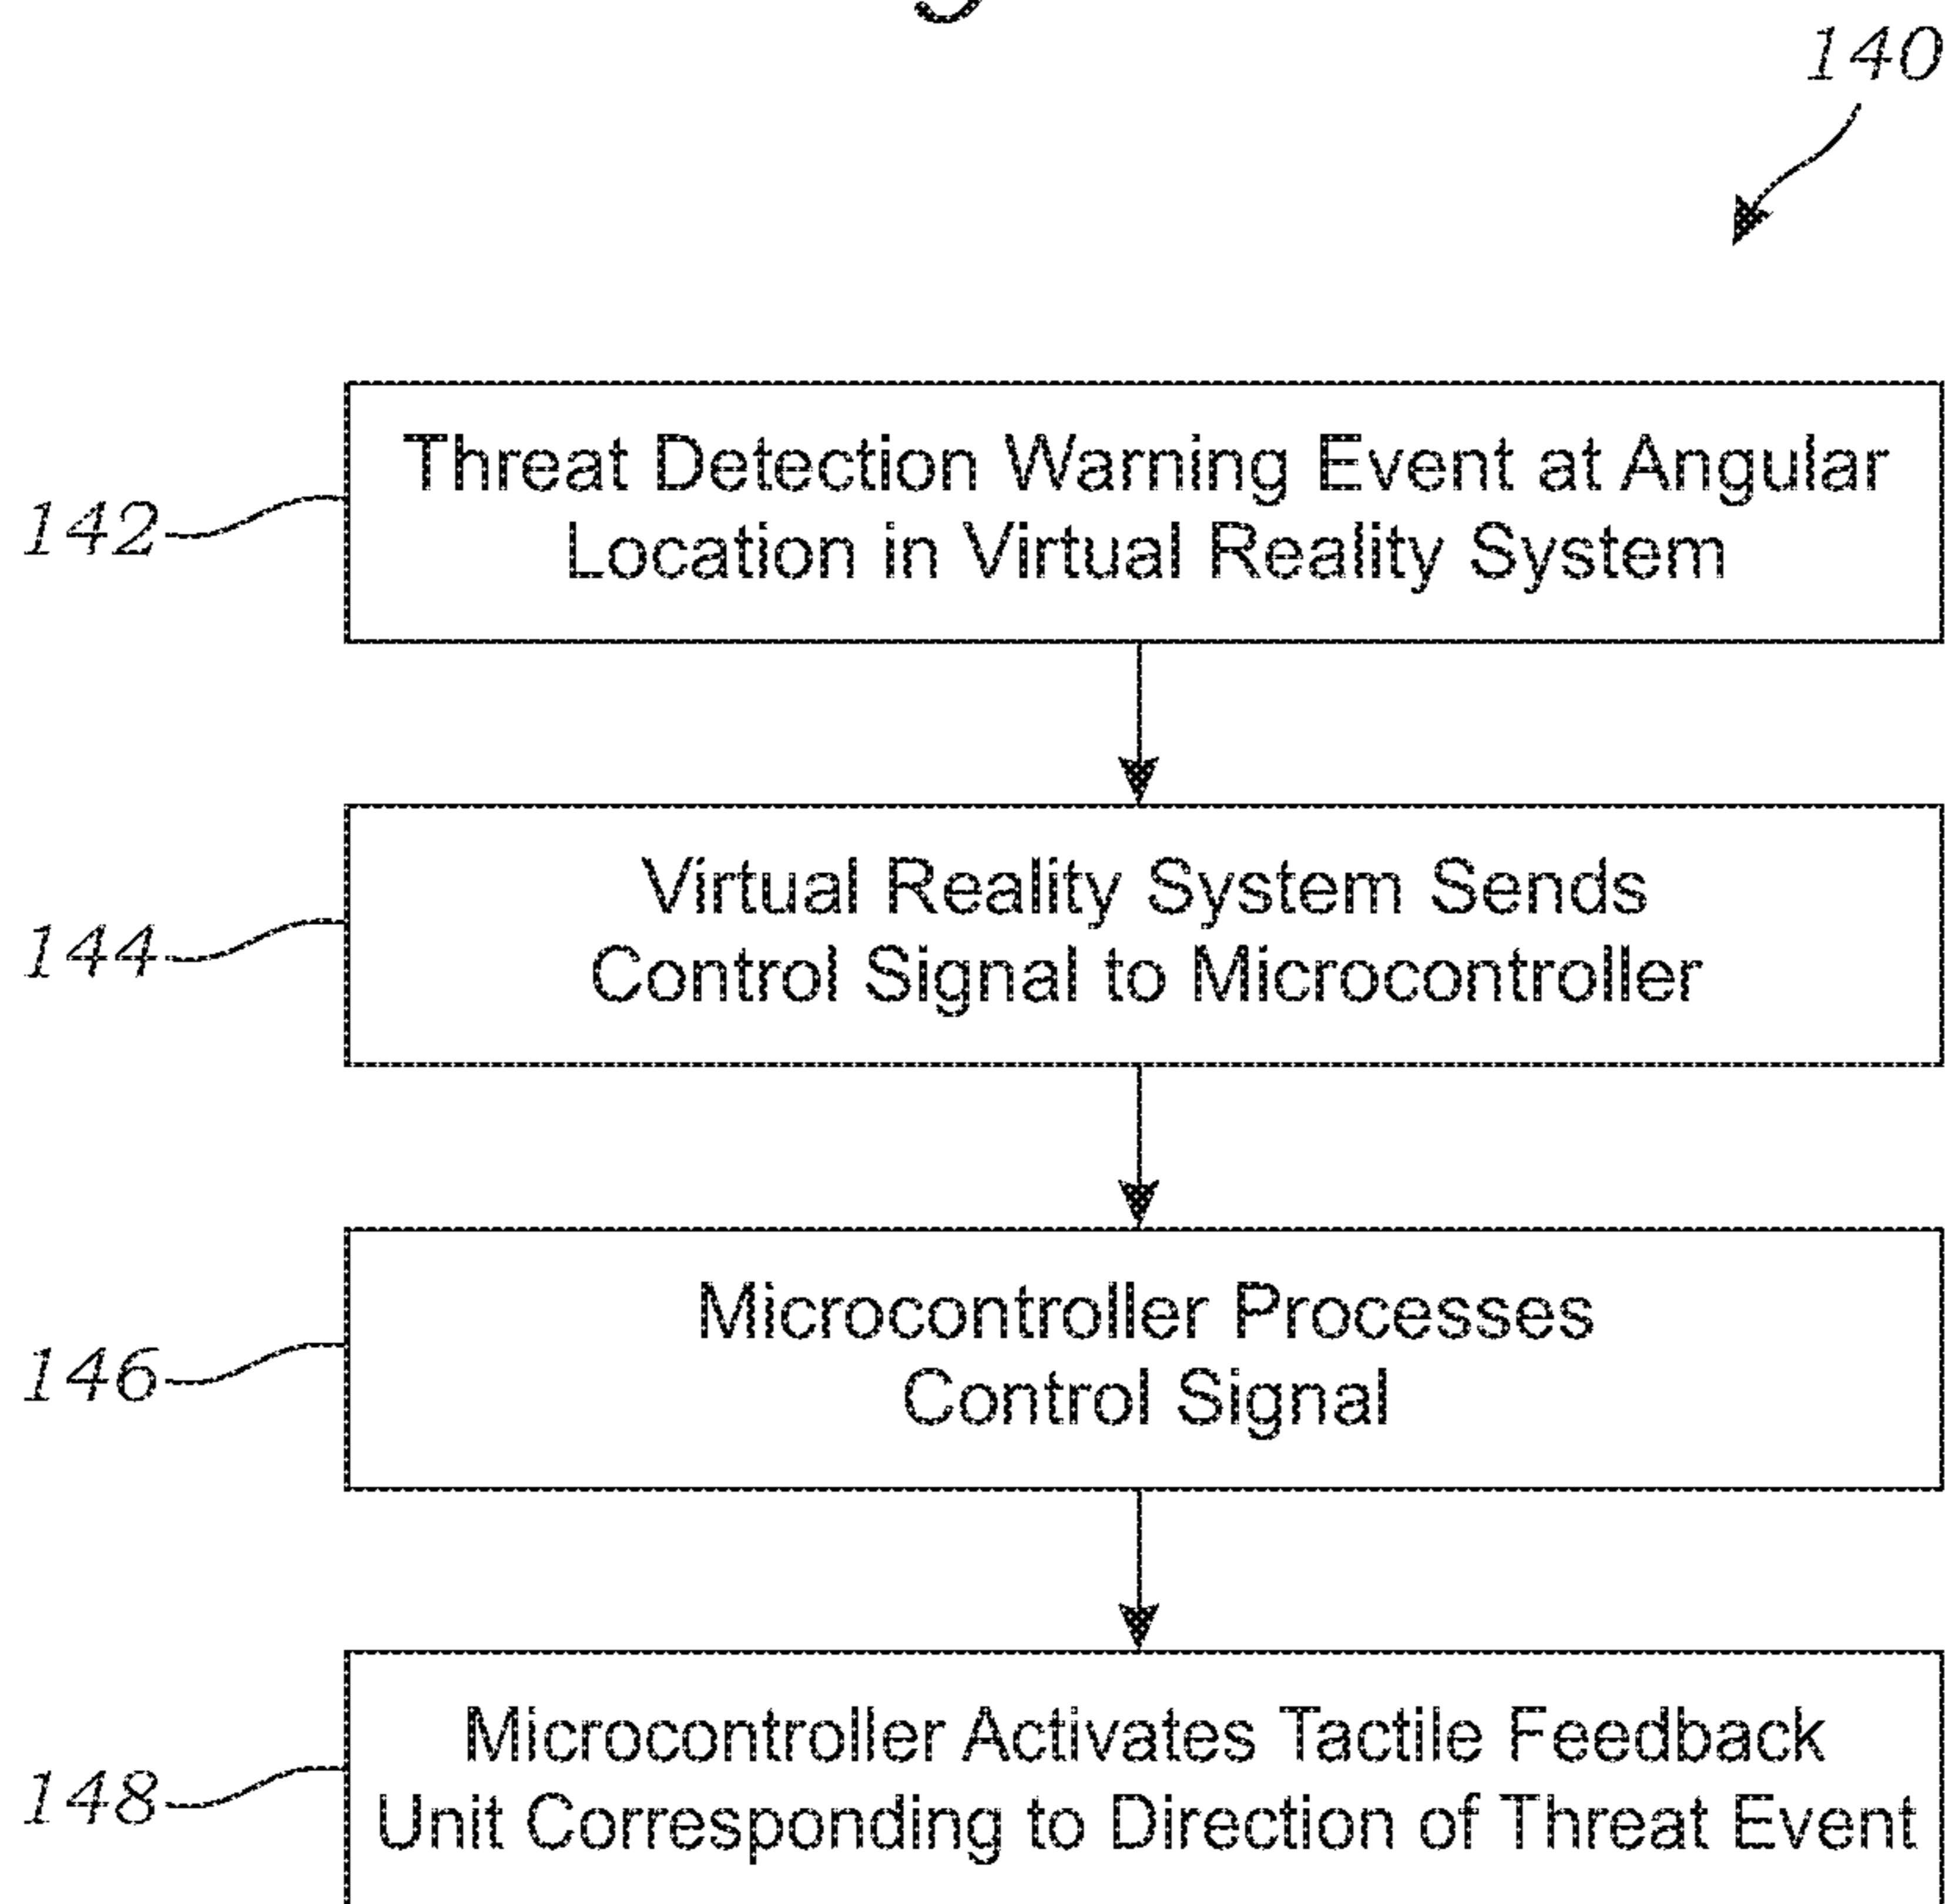 140
142
Threat Detection Warning Event at Angular
Location in Virtual Reality System
144
Virtual Reality System Sends
Control Signal to Microcontroller
146
Microcontroller Processes
Control Signal
148
Microcontroller Activates Tactile Feedback
Unit Corresponding to Direction of Threat Event